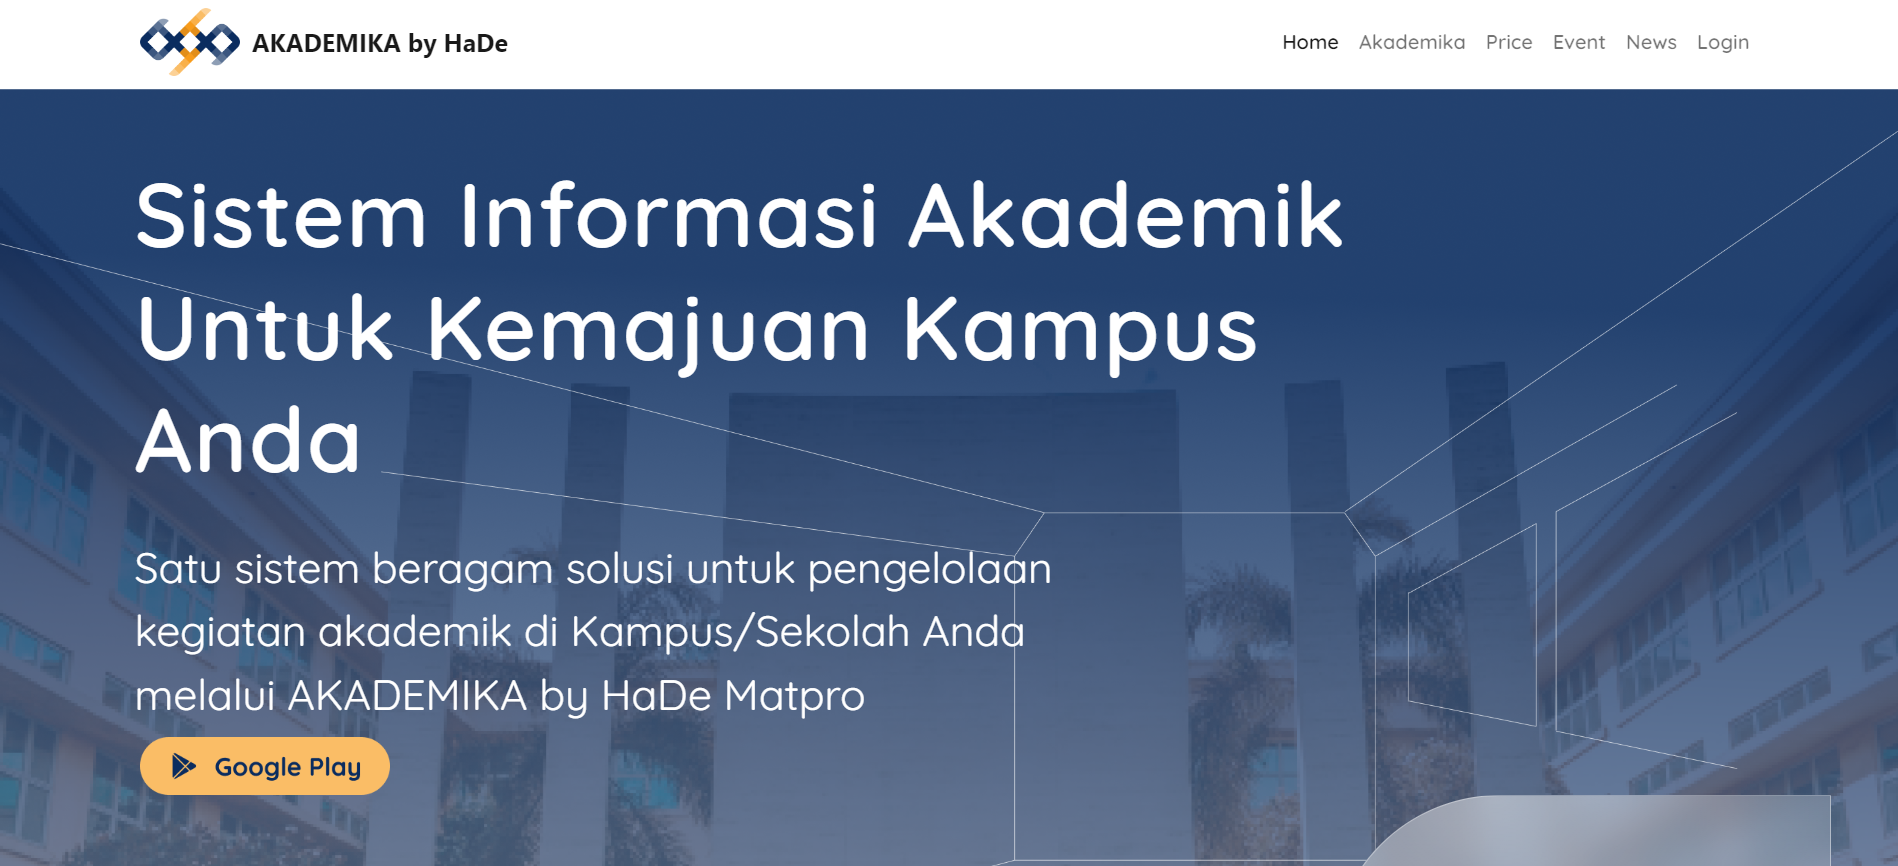 AKADEMIKA by HaDe
Home Akademika Price Event News Login
Sistem Informasi Akademik
Untuk Kemajuan Kampus
Anda
Satu sistem beragam solusi untuk pengelolaan
kegiatan akademik di Kampus/Sekolah Anda
melalui AKADEMIKA by HaDe Matpro
Google Play